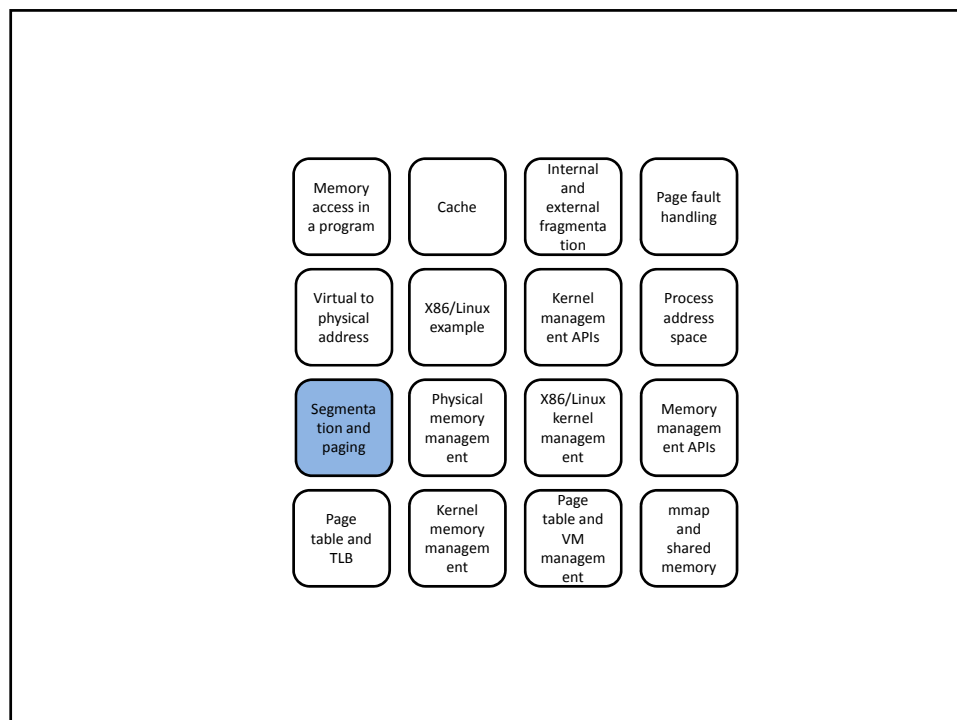 Memory
access in
a program
Cache
Internal
and
external
fragmenta
tion
Page fault
handling
Virtual to
physical
address
X86/Linux
example
Kernel
managem
ent APIs
Process
address
space
Segmenta
tion and
paging
Physical
memory
managem
ent
X86/Linux
kernel
managem
ent
Memory
managem
ent APIs
Page
table and
TLB
Kernel
memory
managem
ent
Page
table and
VM
managem
ent
mmap
and
shared
memory